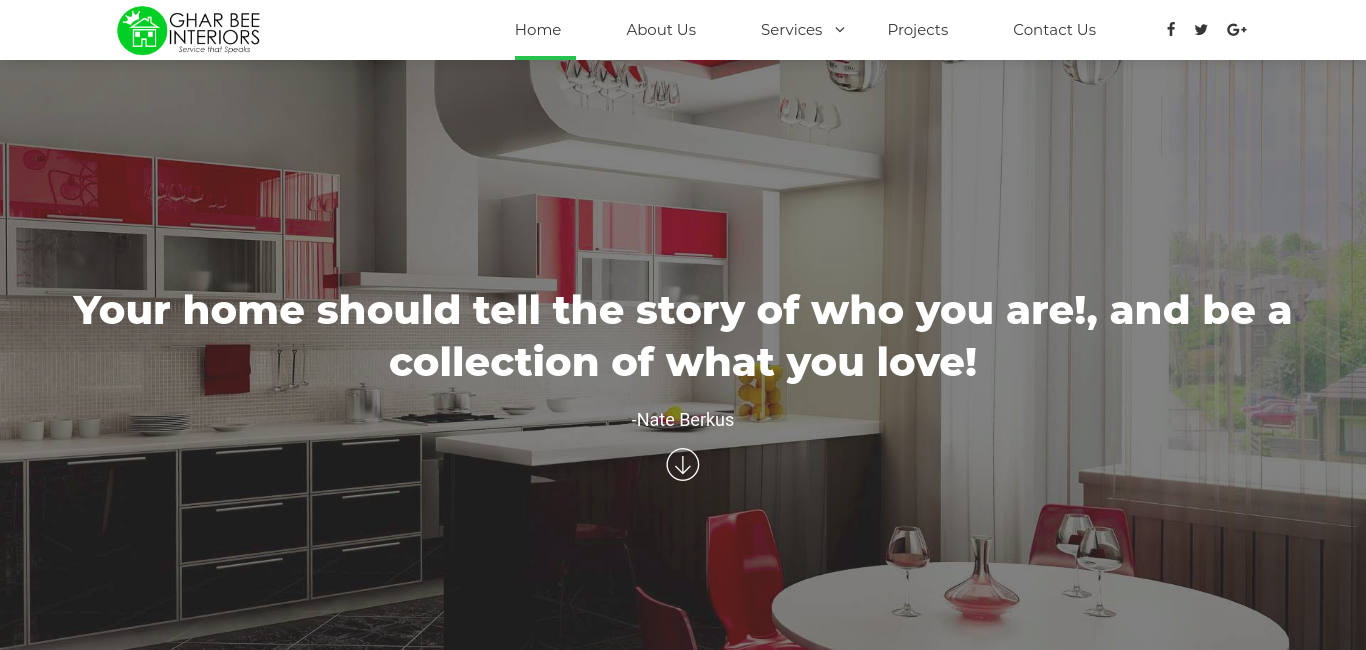 GHAR BEE
INTERIORS
Service that Speaks
Home About Us Services Projects Contact Us
Your home should tell the story of who you are!, and be a
collection of what you love!
-Nate Berkus